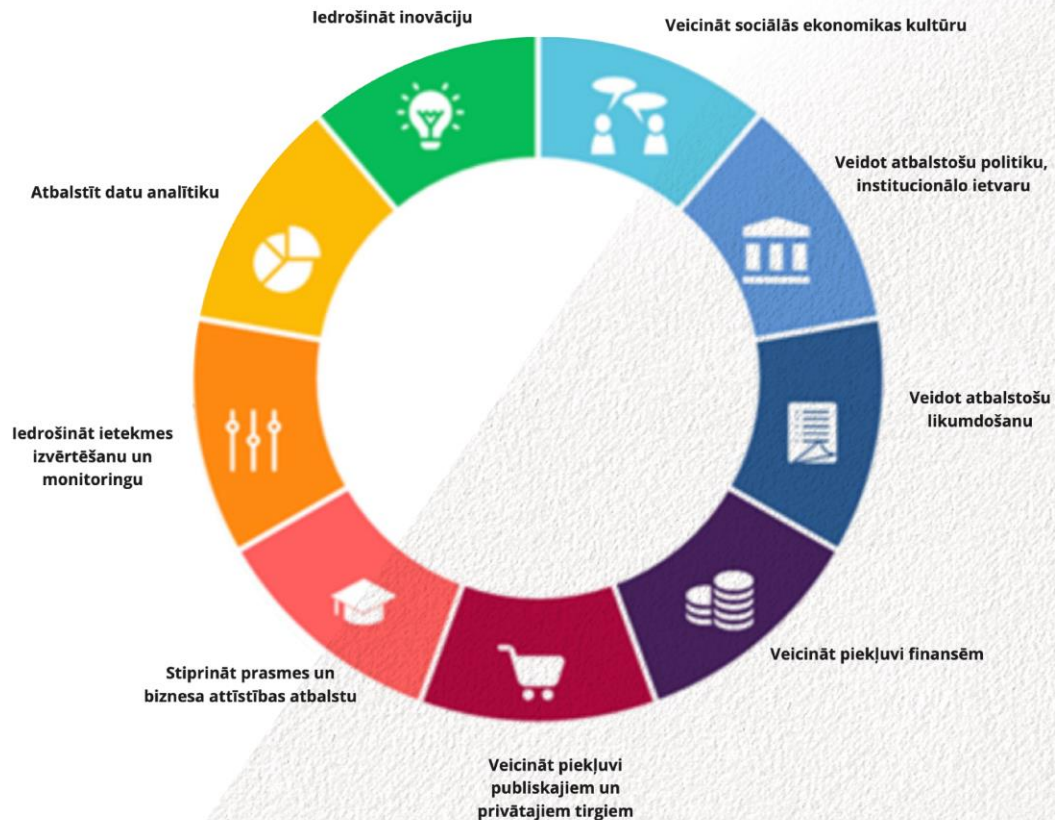 Iedrošināt inovāciju
Veicināt sociālās ekonomikas kultūru
Veidot atbalstošu politiku,
institucionālo ietvaru
Veidot atbalstošu
likumdošanu
Veicināt piekļuvi finansēm
Veicināt piekļuvi
publiskajiem un
privātajiem tirgiem
Stiprināt prasmes un
biznesa attīstības atbalstu
Iedrošināt ietekmes
izvērtēšanu un
monitoringu
Atbalstīt datu analītiku